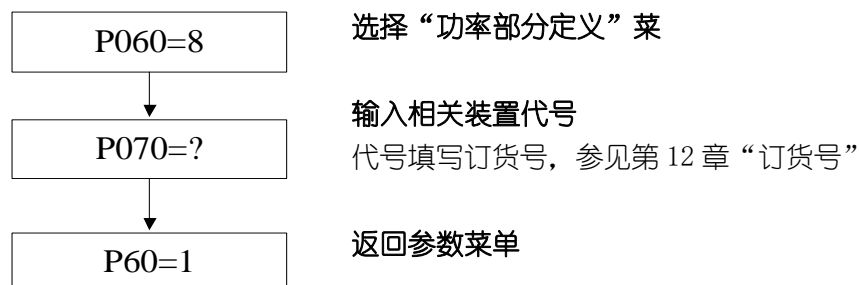 P060=8
选择“功率部分定义”菜
输入相关装置代号
P070=?
代号填写订货号，参见第 12 章“订货号”
返回参数菜单
P60=1